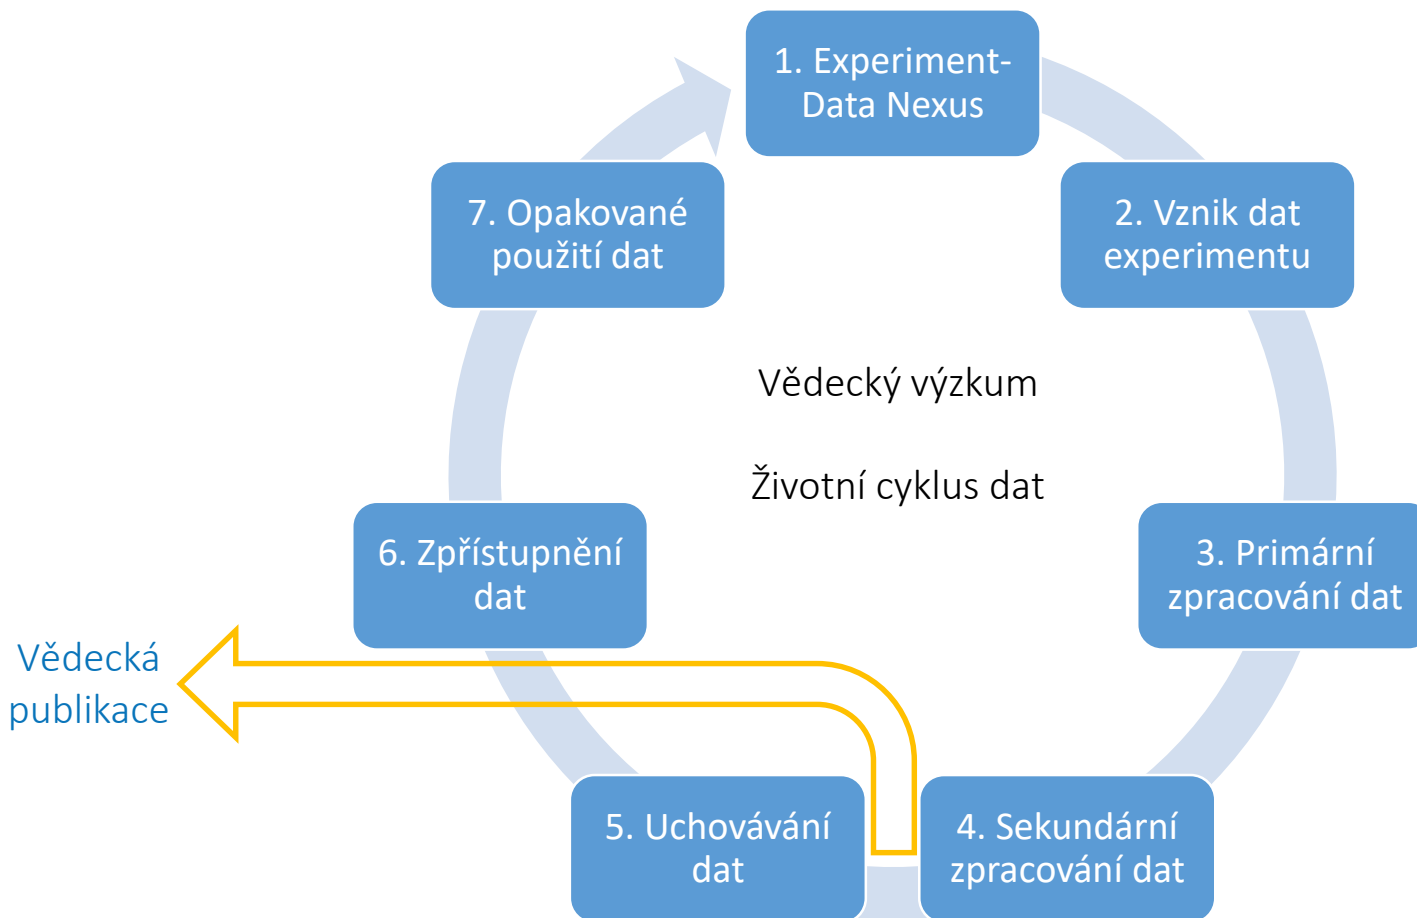 1. Experiment-
Data Nexus
2. Vznik dat
experimentu
3. Primární
zpracování dat
4. Sekundární
zpracování dat
5. Uchovávání
dat
6. Zpřístupnění
dat
7. Opakované
použití dat
Vědecký výzkum
Životní cyklus dat
Vědecká
publikace